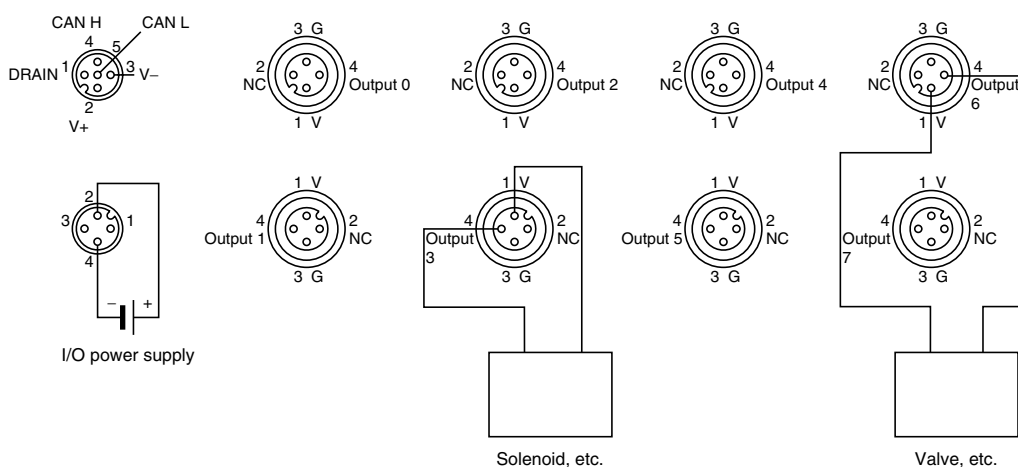 CAN H
CAN L
4
5
DRAIN
1
3
V–
2
V+
3 G
2
NC
4
Output 0
1 V
3 G
2
NC
4
Output 2
1 V
3 G
2
NC
4
Output 4
1 V
3 G
2
NC
4
Output
6
1 V
2
3
1
4
–
+
I/O power supply
1 V
4
Output 1
2
NC
3 G
1 V
4
Output
3
2
NC
3 G
1 V
4
Output 5
2
NC
3 G
1 V
4
Output
7
2
NC
3 G
Solenoid, etc.
Valve, etc.